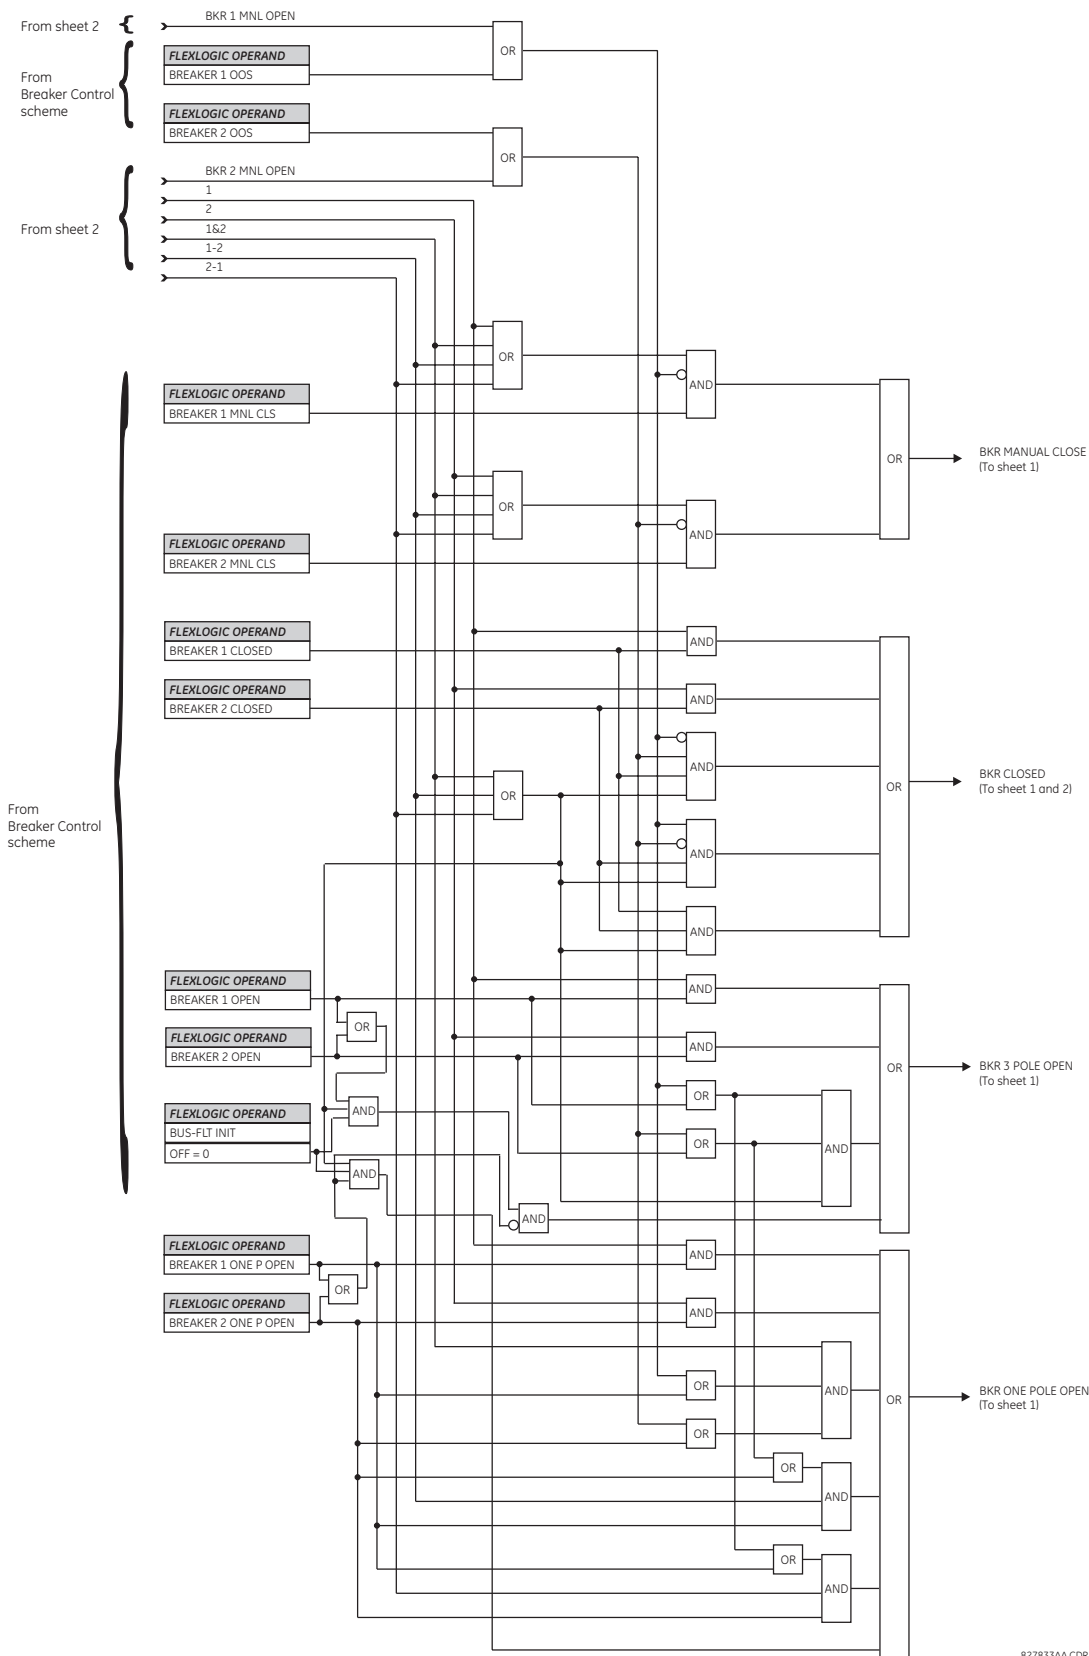 From sheet 2
BKR 1 MNL OPEN
OR
FLEXLOGIC OPERAND
BREAKER 1 OOS
From
Breaker Control
scheme
FLEXLOGIC OPERAND
BREAKER 2 OOS
OR
BKR 2 MNL OPEN
1
2
1&2
1-2
2-1
From sheet 2
OR
AND
FLEXLOGIC OPERAND
BREAKER 1 MNL CLS
OR
BKR MANUAL CLOSE
(To sheet 1)
OR
AND
FLEXLOGIC OPERAND
BREAKER 2 MNL CLS
FLEXLOGIC OPERAND
BREAKER 1 CLOSED
AND
FLEXLOGIC OPERAND
BREAKER 2 CLOSED
AND
AND
OR
OR
BKR CLOSED
(To sheet 1 and 2)
From
Breaker Control
scheme
AND
AND
FLEXLOGIC OPERAND
BREAKER 1 OPEN
AND
OR
FLEXLOGIC OPERAND
BREAKER 2 OPEN
AND
OR
BKR 3 POLE OPEN
(To sheet 1)
OR
AND
FLEXLOGIC OPERAND
BUS-FLT INIT
OFF = 0
OR
AND
AND
AND
FLEXLOGIC OPERAND
BREAKER 1 ONE P OPEN
AND
OR
FLEXLOGIC OPERAND
BREAKER 2 ONE P OPEN
AND
OR
AND
OR
BKR ONE POLE OPEN
(To sheet 1)
OR
OR
AND
OR
AND
827833AA.CDR